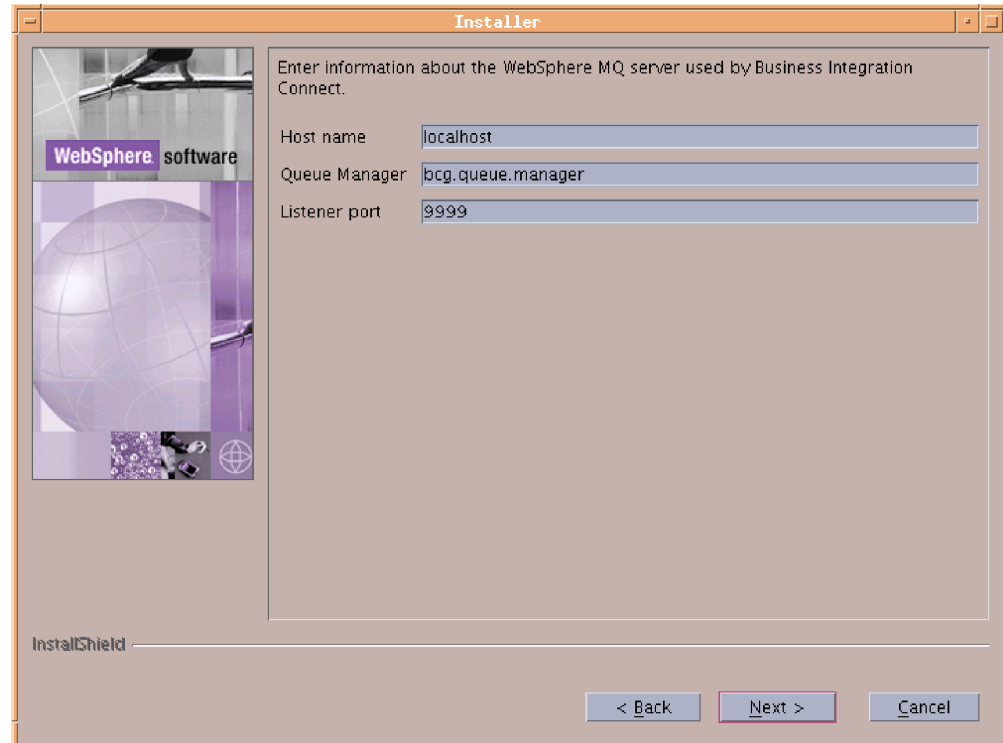 Installer
WebSphere software
Enter information about the WebSphere MQ server used by Business Integration
Connect.
Host name localhost
Queue Manager bcg.queue.manager
Listener port 9999
InstallShield
< Back Next > Cancel